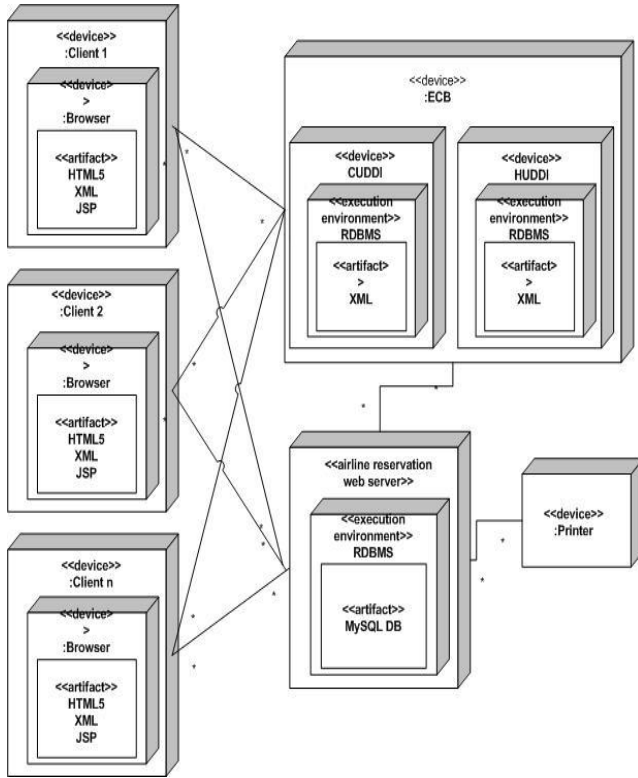 <<device>>
:Client 1
<<device>
>
:Browser
<<artifact>>
HTML5
XML
JSP
<<device>>
:Client 2
<<device>
>
:Browser
<<artifact>>
HTML5
XML
JSP
<<device>>
:Client n
<<device>
>
:Browser
<<artifact>>
HTML5
XML
JSP
<<device>>
:ECB
<<device>>
CUDDI
<<execution
environment>>
RDBMS
<<artifact>
>
XML
<<device>>
HUDDI
<<execution
environment>>
RDBMS
<<artifact>
>
XML
<<airline reservation
web server>>
<<execution
environment>>
RDBMS
<<artifact>>
MySQL DB
<<device>>
:Printer
*
*
*
*
*
*
*
*
*
*
*
*
*
*